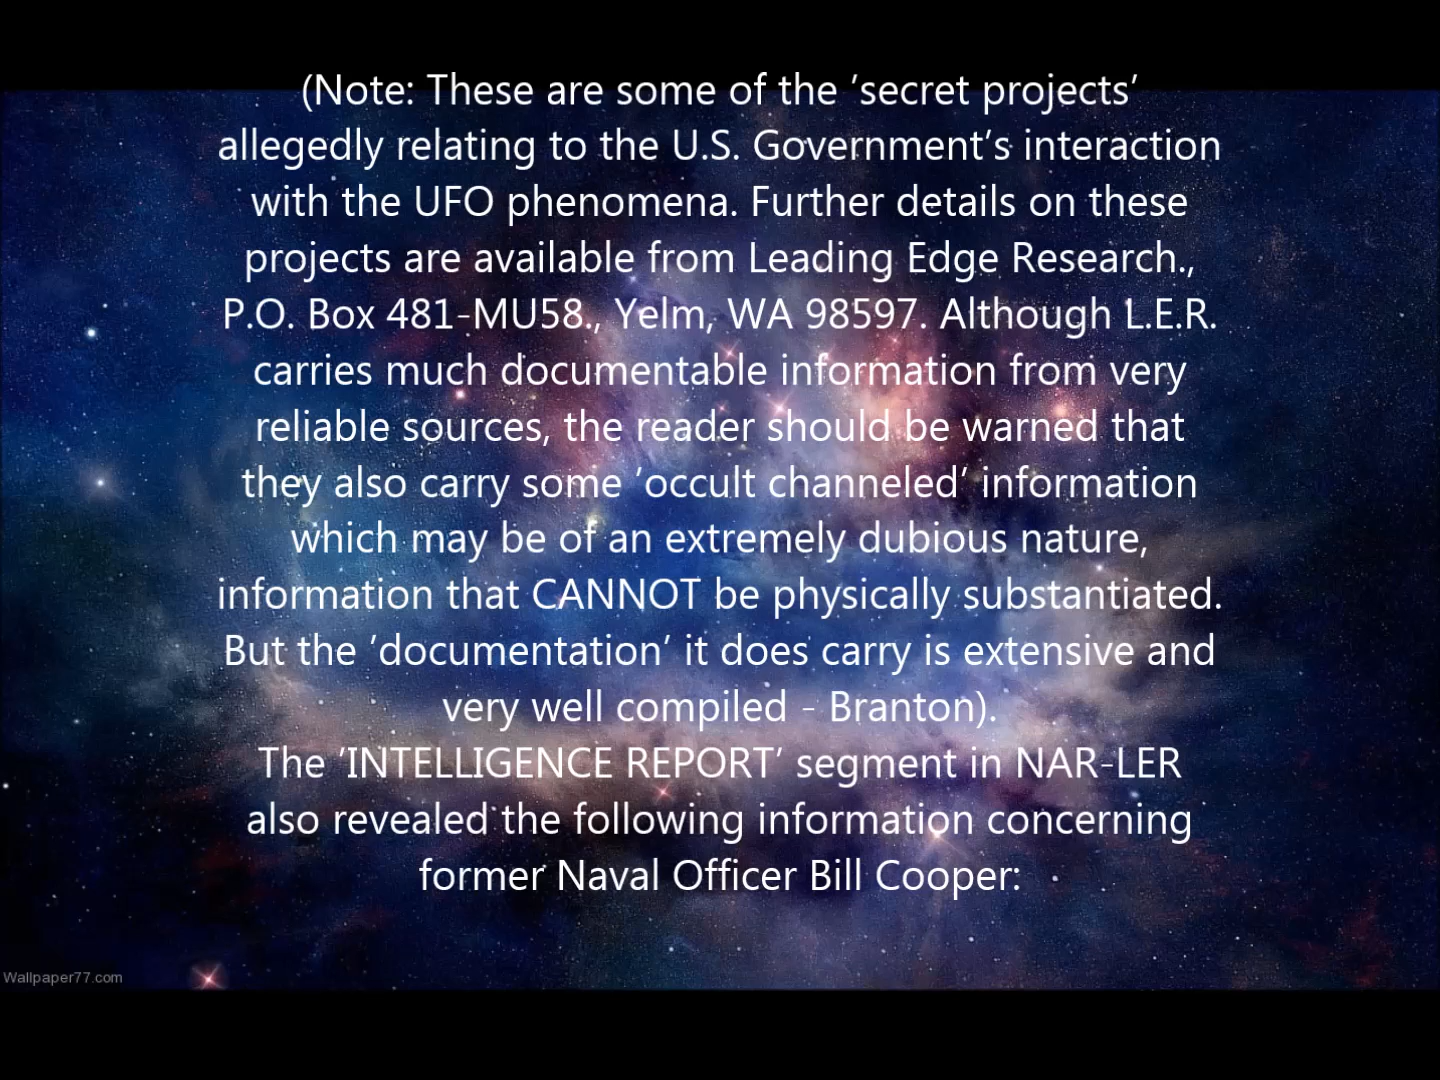 (Note: These are some of the ’secret projects’
allegedly relating to the U.S. Government’s interaction
with the UFO phenomena. Further details on these
projects are available from Leading Edge Research.,
P.O. Box 481-MU58., Yelm, WA 98597. Although L.E.R.
carries much documentable information from very
reliable sources, the reader should be warned that
they also carry some ’occult channeled’ information
which may be of an extremely dubious nature,
information that CANNOT be physically substantiated.
But the ’documentation’ it does carry is extensive and
very well compiled - Branton).
The ’INTELLIGENCE REPORT’ segment in NAR-LER
also revealed the following information concerning
former Naval Officer Bill Cooper:
Wallpaper77.com